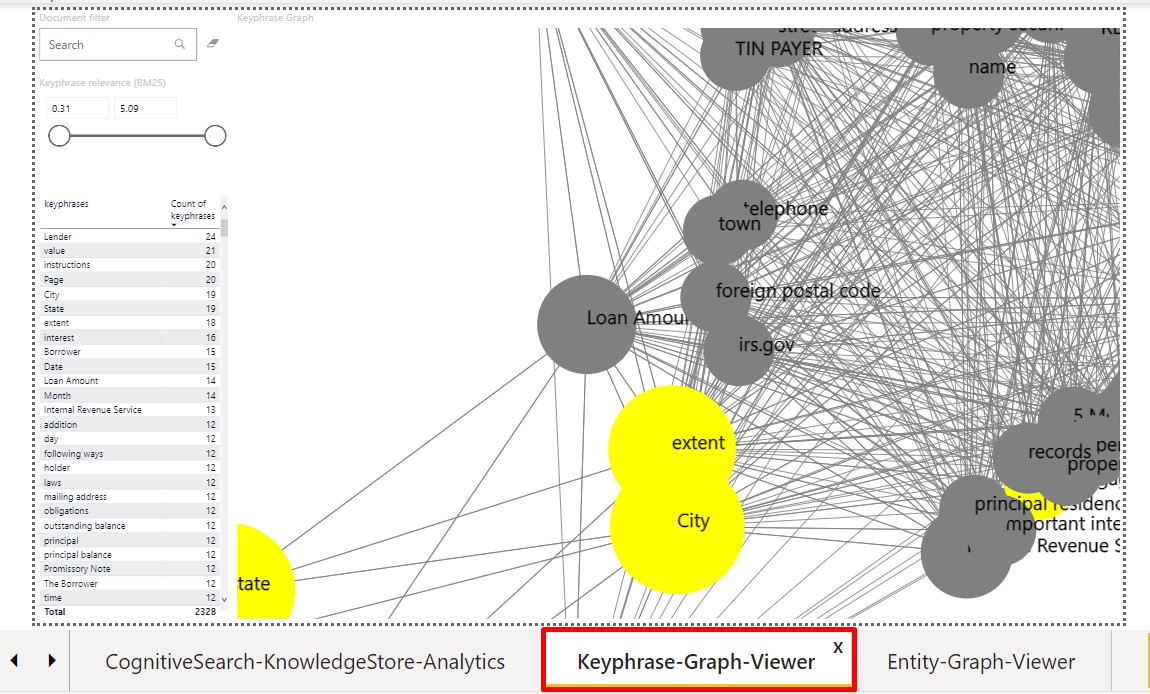 Document filter
Search
Keyphrase relevance (BM25)
0.31 5.09
keyphrases Count of keyphrases
Lender 24
value 21
instructions 20
Page 20
City 19
State 19
extent 18
interest 16
Borrower 15
Date 15
Loan Amount 14
Month 14
Internal Revenue Service 13
addition 12
day 12
following ways 12
holder 12
laws 12
mailing address 12
obligations 12
outstanding balance 12
principal 12
principal balance 12
Promissory Note 12
The Borrower 12
time 12
Total 2328
Keyphrase Graph
TIN PAYER
name
telephone
town
foreign postal code
Loan Amou
irs.gov
extent
City
tate
records
principal residenc
mportant inte
Revenue S
CognitiveSearch-KnowledgeStore-Analytics
Keyphrase-Graph-Viewer X
Entity-Graph-Viewer